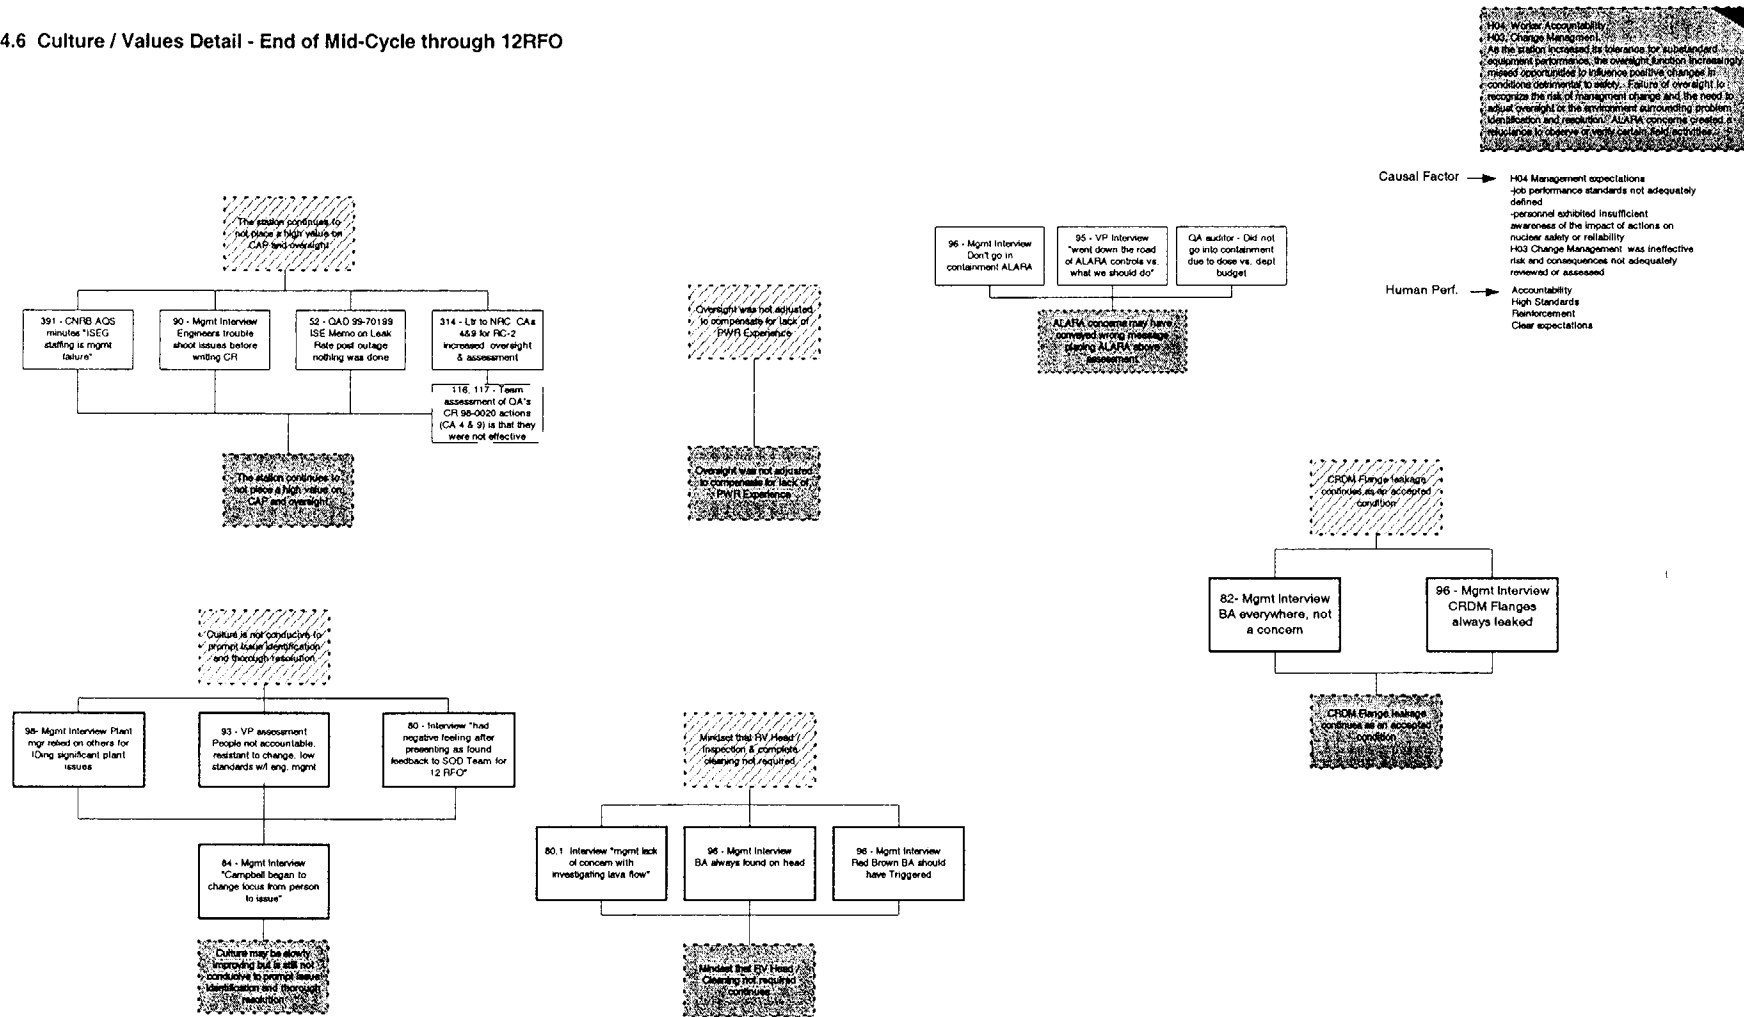 4.6 Culture / Values Detail - End of Mid-Cycle through 12RFO
H04, Worker Accountability
H03, Change Managment.
As the station increased its tolerance for substandard
equipment performance, the oversight function increasingly
missed opportunities to influence positive changes in
conditions detrimental to safety. Failure of oversight to
recognize the risk of managment change and the need to
adjust oversight or the environment surrounding problem
identification and resolution. ALARA concerns created a
reluctance to observe or verify certain field activities.
Causal Factor
H04 Management expectations
-job performance standards not adequately
defined
-personnel exhibited insufficient
awareness of the impact of actions on
nuclear safety or reliability
H03 Change Management was ineffective
risk and consequences not adequately
reviewed or assessed
Human Perf.
Accountability
High Standards
Reinforcement
Clear expectations
The station continues to
not place a high value on
CAP and oversight
391 - CNRB AQS
minutes "ISEG
staffing is mgmt
failure"
90 - Mgmt Interview
Engineers trouble
shoot issues before
writing CR
52 - QAD 99-70199
ISE Memo on Leak
Rate post outage
nothing was done
314 - Ltr to NRC CAs
4&9 for RC-2
increased oversight
& assessment
116, 117 - Team
assessment of QA's
CR 98-0020 actions
(CA 4 & 9) is that they
were not effective
The station continues to
not place a high value on
CAP and oversight
Oversight was not adjusted
to compensate for lack of
PWR Experience
Oversight was not adjusted
to compensate for lack of
PWR Experience
96 - Mgmt Interview
Don't go in
containment ALARA
95 - VP Interview
"went down the road
of ALARA controls vs.
what we should do"
QA auditor - Did not
go into containment
due to dose vs. dept
budget
ALARA concerns may have
conveyed wrong message
placing ALARA above
assessment
CRDM Flange leakage
continues as an accepted
condition
82- Mgmt Interview
BA everywhere, not
a concern
96 - Mgmt Interview
CRDM Flanges
always leaked
CRDM Flange leakage
continues as an accepted
condition
Culture is not conducive to
prompt issue identification
and thorough resolution
98- Mgmt Interview Plant
mgr relied on others for
IDing significant plant
issues
93 - VP assessment
People not accountable,
resistant to change, low
standards w/i eng. mgmt
80 - Interview "had
negative feeling after
presenting as found
feedback to SOD Team for
12 RFO"
84 - Mgmt Interview
"Campbell began to
change focus from person
to issue"
Culture may be slowly
improving but is still not
conducive to prompt issue
identification and thorough
resolution
Mindset that RV Head /
Inspection & complete
cleaning not required
80.1 Interview "mgmt lack
of concern with
investigating lava flow"
96 - Mgmt Interview
BA always found on head
96 - Mgmt Interview
Red Brown BA should
have Triggered
Mindset that RV Head /
Cleaning not required
continues